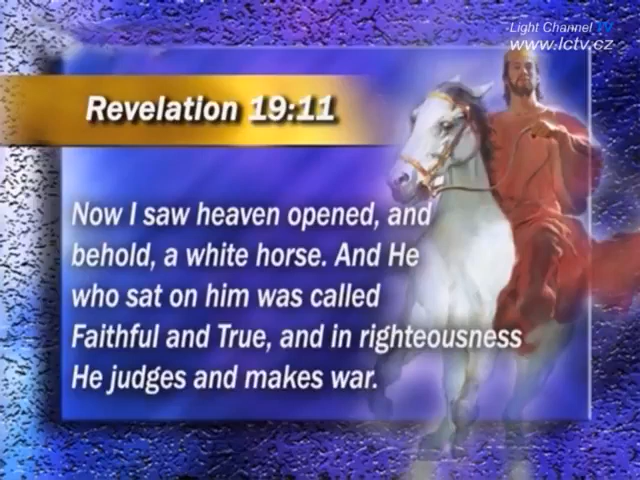 Light Channel TV
www.lctv.cz
Revelation 19:11
Now I saw heaven opened, and
behold, a white horse. And He
who sat on him was called
Faithful and True, and in righteousness
He judges and makes war.